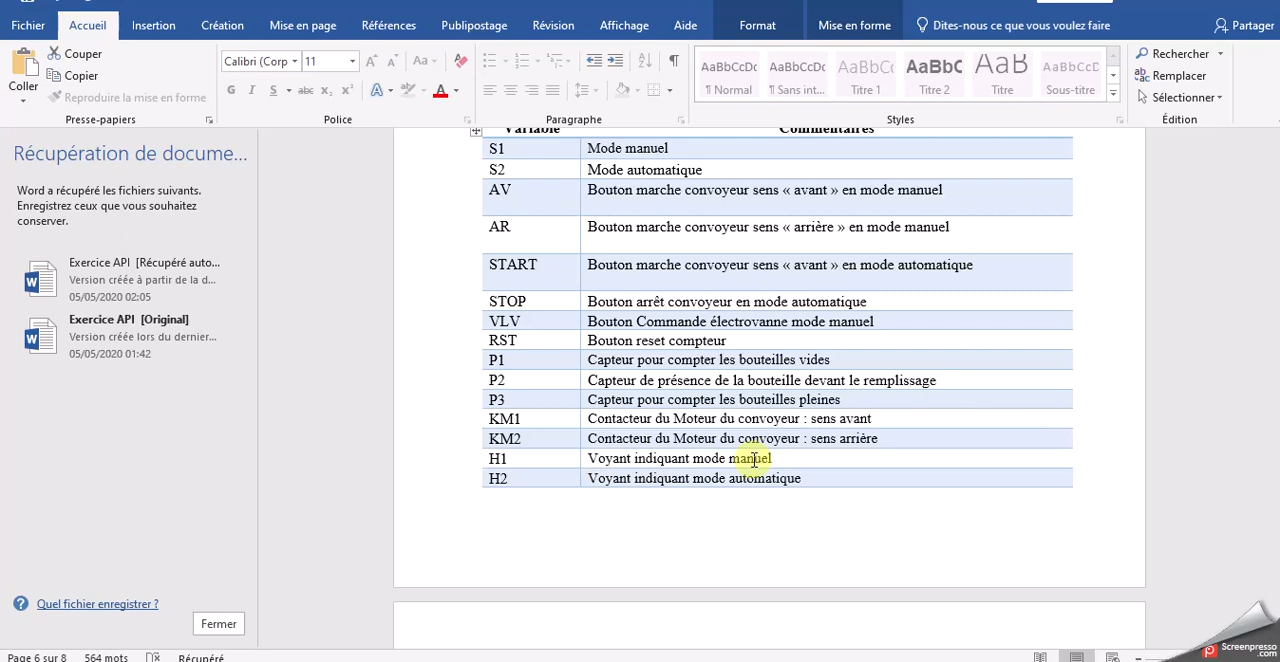 Fichier Accueil Insertion Création Mise en page Références Publipostage Révision Affichage Aide Format Mise en forme Dites-nous ce que vous voulez faire Partager
Coller
Couper
Copier
Reproduire la mise en forme
Presse-papiers
Calibri (Corp 11
G I S abc x₂ x²
Police
Paragraphe
AaBbCcDc AaBbCcDc AaBbCc AaBbC AaB AaBbCcD
¶ Normal ¶ Sans int... Titre 1 Titre 2 Titre Sous-titre
Styles
Rechercher
Remplacer
Sélectionner
Édition
Récupération de docume...
Word a récupéré les fichiers suivants.
Enregistrez ceux que vous souhaitez
conserver.
Exercice API [Récupéré auto...
Version créée à partir de la d...
05/05/2020 02:05
Exercice API [Original]
Version créée lors du dernier...
05/05/2020 01:42
Quel fichier enregistrer ?
Fermer
Variable Commentaires
S1 Mode manuel
S2 Mode automatique
AV Bouton marche convoyeur sens « avant » en mode manuel
AR Bouton marche convoyeur sens « arrière » en mode manuel
START Bouton marche convoyeur sens « avant » en mode automatique
STOP Bouton arrêt convoyeur en mode automatique
VLV Bouton Commande électrovanne mode manuel
RST Bouton reset compteur
P1 Capteur pour compter les bouteilles vides
P2 Capteur de présence de la bouteille devant le remplissage
P3 Capteur pour compter les bouteilles pleines
KM1 Contacteur du Moteur du convoyeur : sens avant
KM2 Contacteur du Moteur du convoyeur : sens arrière
H1 Voyant indiquant mode manuel
H2 Voyant indiquant mode automatique
Page 6 sur 8 564 mots Récupéré
Screenpresso
.com